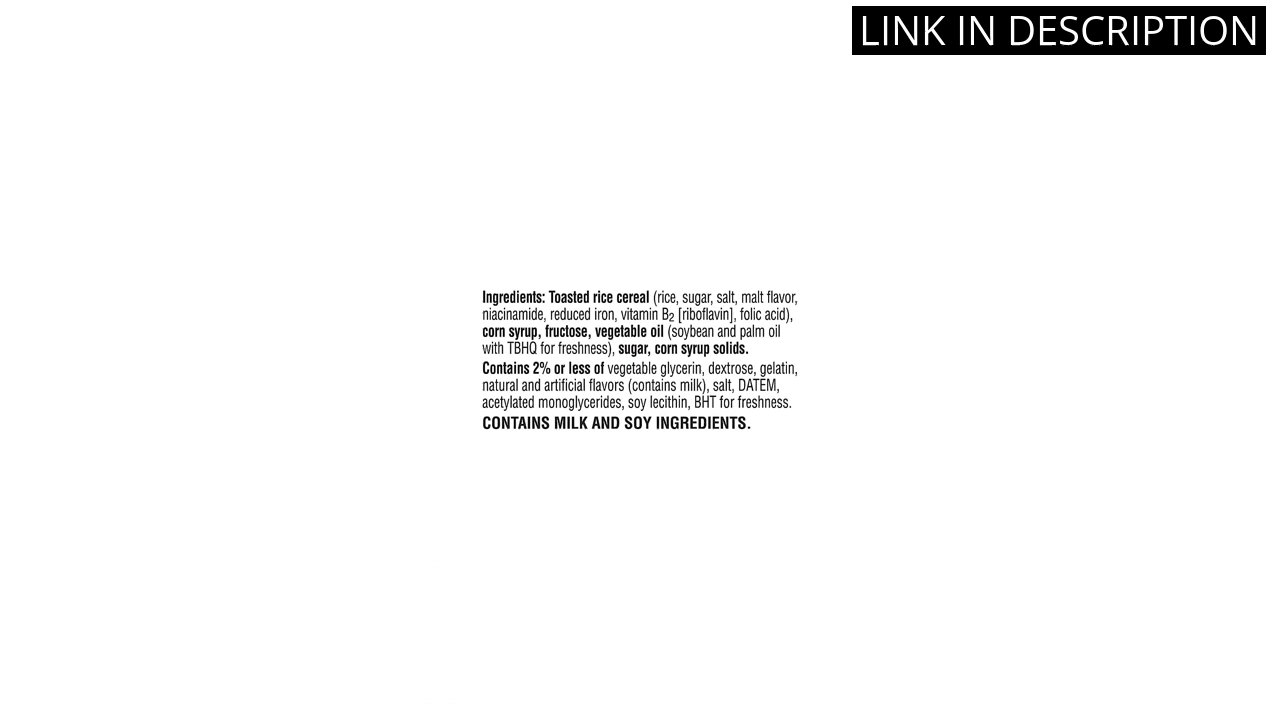 LINK IN DESCRIPTION
Ingredients: Toasted rice cereal (rice, sugar, salt, malt flavor,
niacinamide, reduced iron, vitamin B₂ [riboflavin], folic acid),
corn syrup, fructose, vegetable oil (soybean and palm oil
with TBHQ for freshness), sugar, corn syrup solids.
Contains 2% or less of vegetable glycerin, dextrose, gelatin,
natural and artificial flavors (contains milk), salt, DATEM,
acetylated monoglycerides, soy lecithin, BHT for freshness.
CONTAINS MILK AND SOY INGREDIENTS.